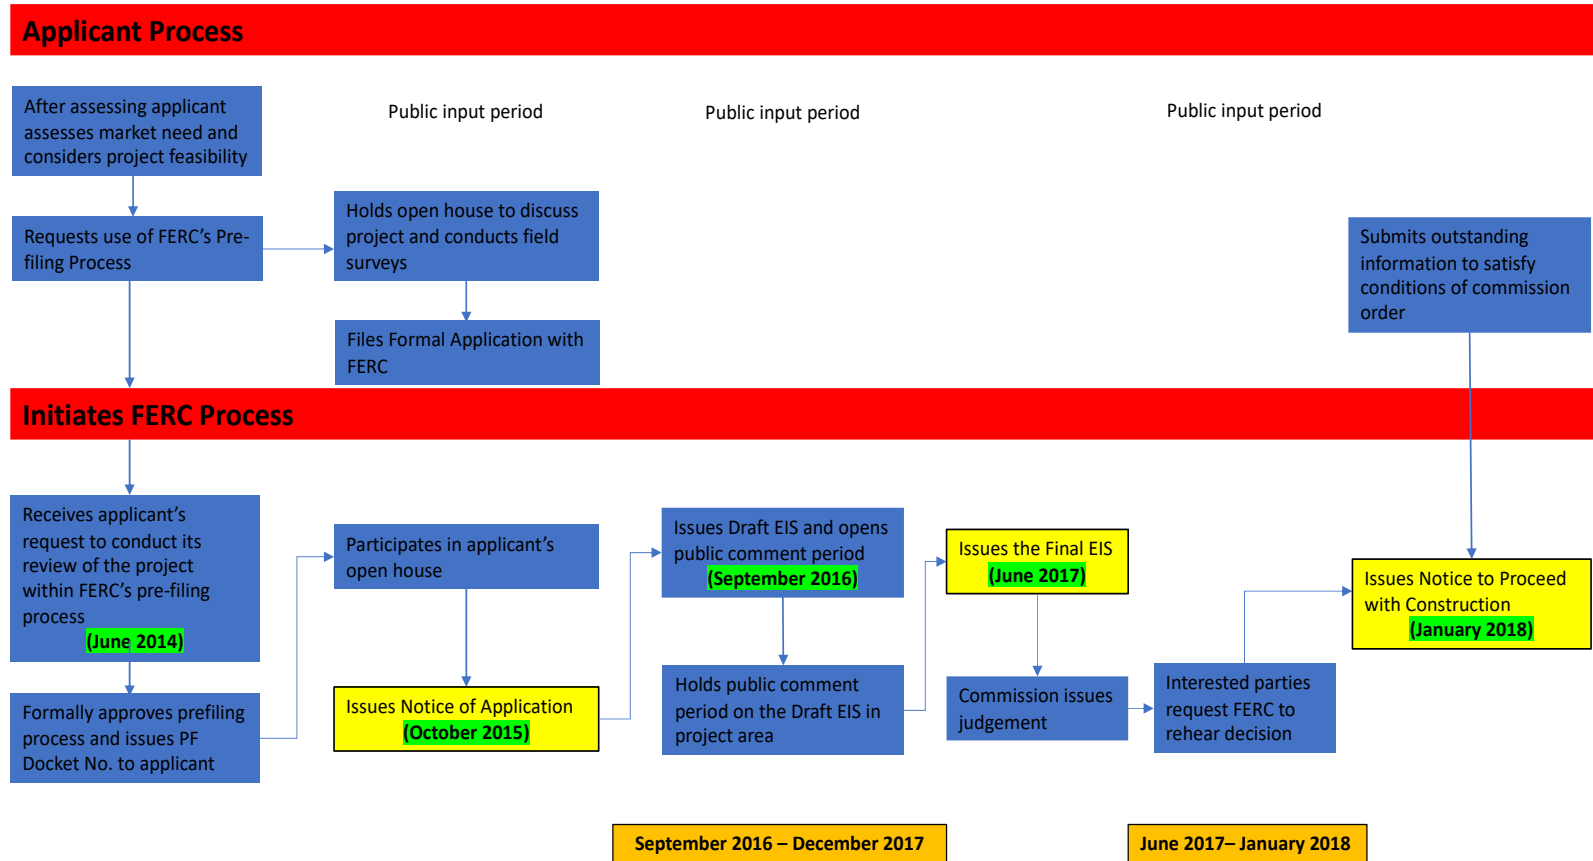 Applicant Process
After assessing applicant
assesses market need and
considers project feasibility
Public input period
Public input period
Public input period
Requests use of FERC’s Pre-
filing Process
Holds open house to discuss
project and conducts field
surveys
Files Formal Application with
FERC
Submits outstanding
information to satisfy
conditions of commission
order
Initiates FERC Process
Receives applicant’s
request to conduct its
review of the project
within FERC’s pre-filing
process
(June 2014)
Formally approves prefiling
process and issues PF
Docket No. to applicant
Participates in applicant’s
open house
Issues Notice of Application
(October 2015)
Issues Draft EIS and opens
public comment period
(September 2016)
Holds public comment
period on the Draft EIS in
project area
Issues the Final EIS
(June 2017)
Commission issues
judgement
Interested parties
request FERC to
rehear decision
Issues Notice to Proceed
with Construction
(January 2018)
September 2016 – December 2017
June 2017– January 2018